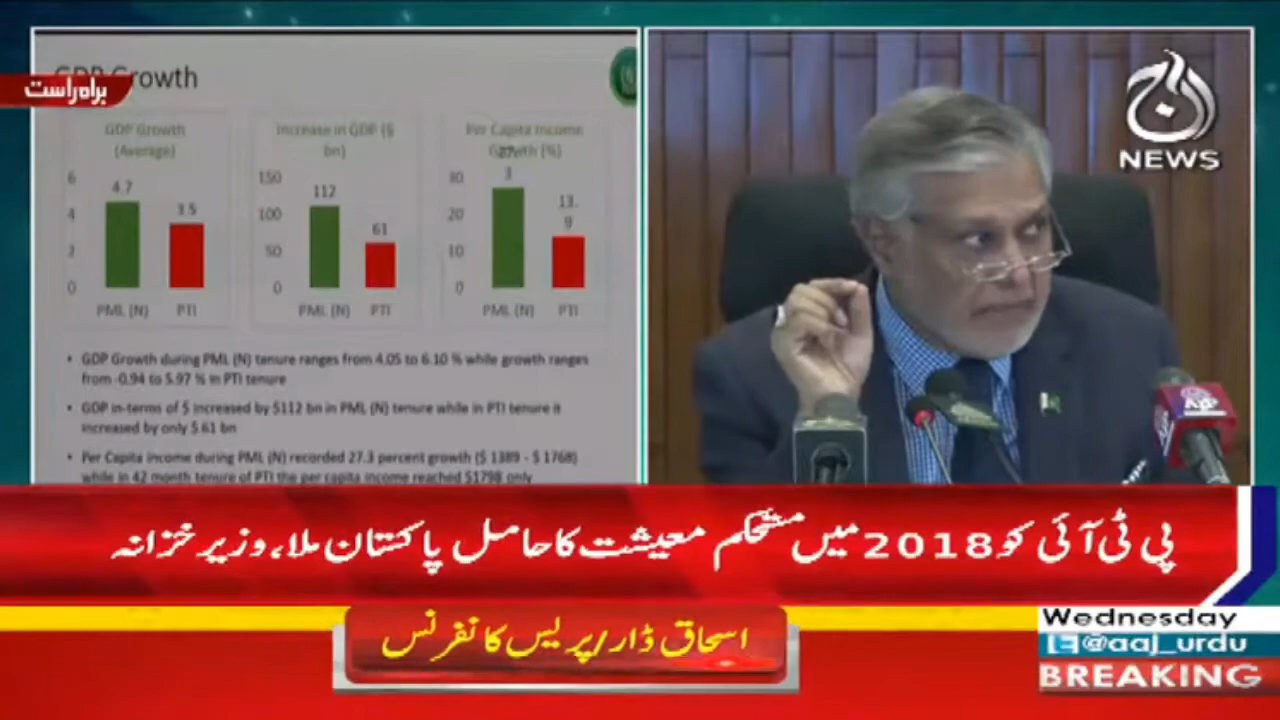 براہ راست
GDP Growth
GDP Growth
(Average)
6
4
2
0
4.7
3.5
PML (N)
PTI
Increase in GDP ($
bn)
150
100
50
0
112
61
PML (N)
PTI
Per Capita Income
Growth (%)
30
20
10
0
27.
3
13.
9
PML (N)
PTI
• GDP Growth during PML (N) tenure ranges from 4.05 to 6.10 % while growth ranges
from -0.94 to 5.97 % in PTI tenure
• GDP in-terms of $ increased by $112 bn in PML (N) tenure while in PTI tenure it
increased by only $ 61 bn
• Per Capita income during PML (N) recorded 27.3 percent growth ($ 1389 - $ 1768)
while in 42 month tenure of PTI the per capita income reached $1798 only
آج
NEWS
پی ٹی آئی کو 2018 میں مستحکم معیشت کا حامل پاکستان ملا، وزیر خزانہ
اسحاق ڈار/پریس کانفرنس
Wednesday
@aaj_urdu
BREAKING